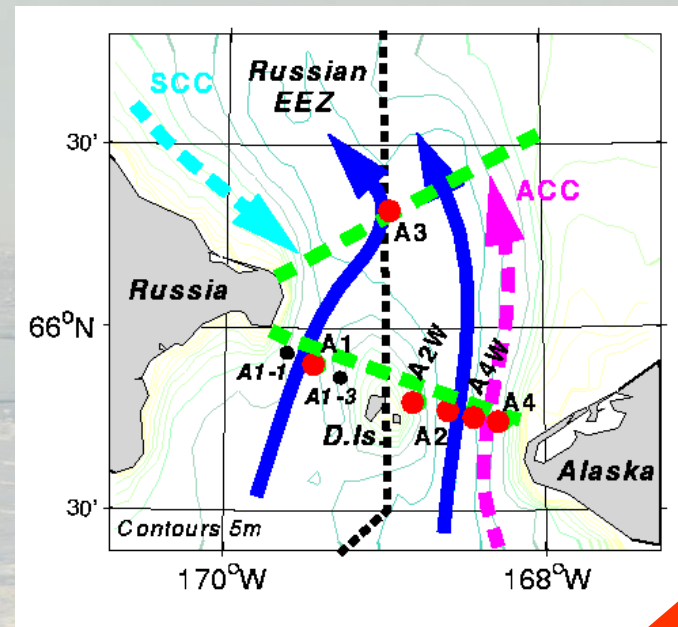 Russian
EEZ
SCC
30'
ACC
A3
Russia
66°N
A1
A2W
A4W
A1-1
A1-3
A4
D.Is.
A2
Alaska
30'
Contours 5m
170°W
168°W